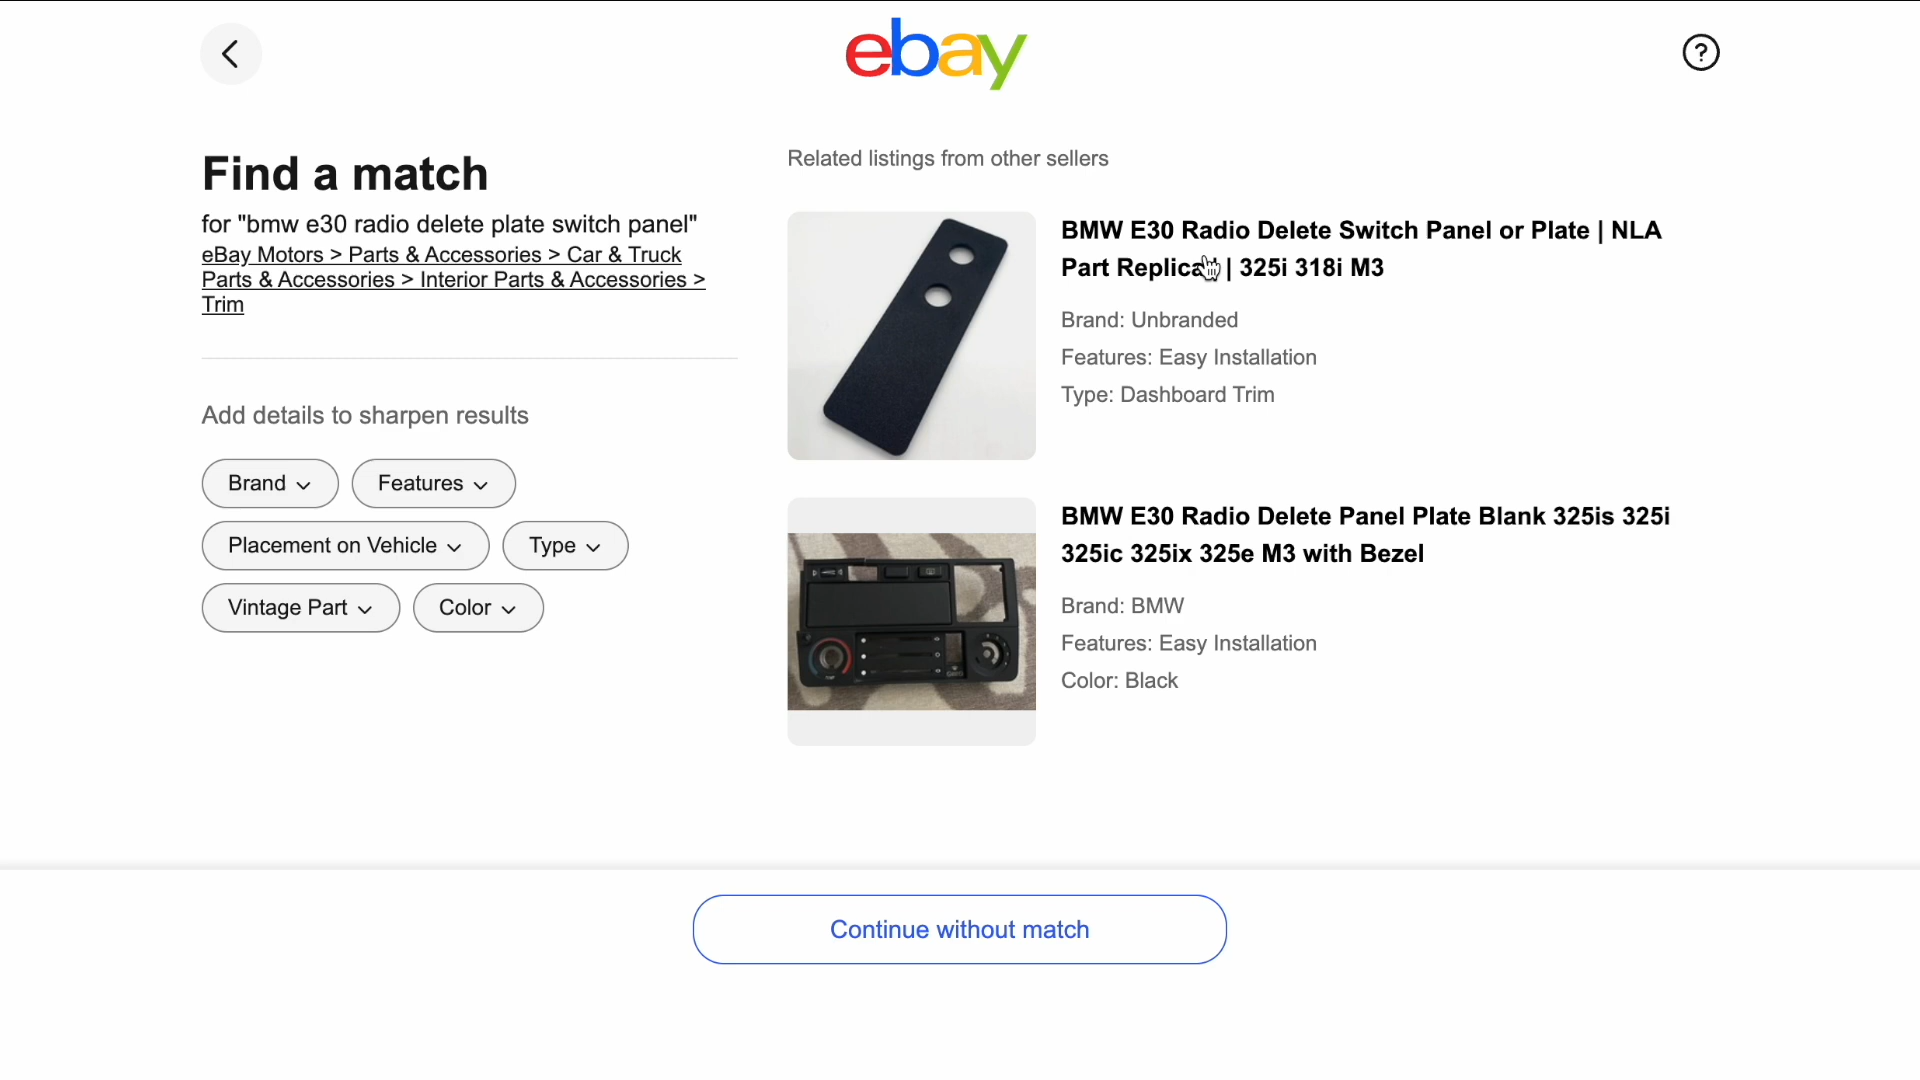 ebay
Find a match
for "bmw e30 radio delete plate switch panel"
eBay Motors > Parts & Accessories > Car & Truck
Parts & Accessories > Interior Parts & Accessories >
Trim
Add details to sharpen results
Brand
Features
Placement on Vehicle
Type
Vintage Part
Color
Related listings from other sellers
BMW E30 Radio Delete Switch Panel or Plate | NLA
Part | 325i 318i M3
Brand: Unbranded
Features: Easy Installation
Type: Dashboard Trim
BMW E30 Radio Delete Panel Plate Blank 325is 325i
325ic 325ix 325e M3 with Bezel
Brand: BMW
Features: Easy Installation
Color: Black
Continue without match